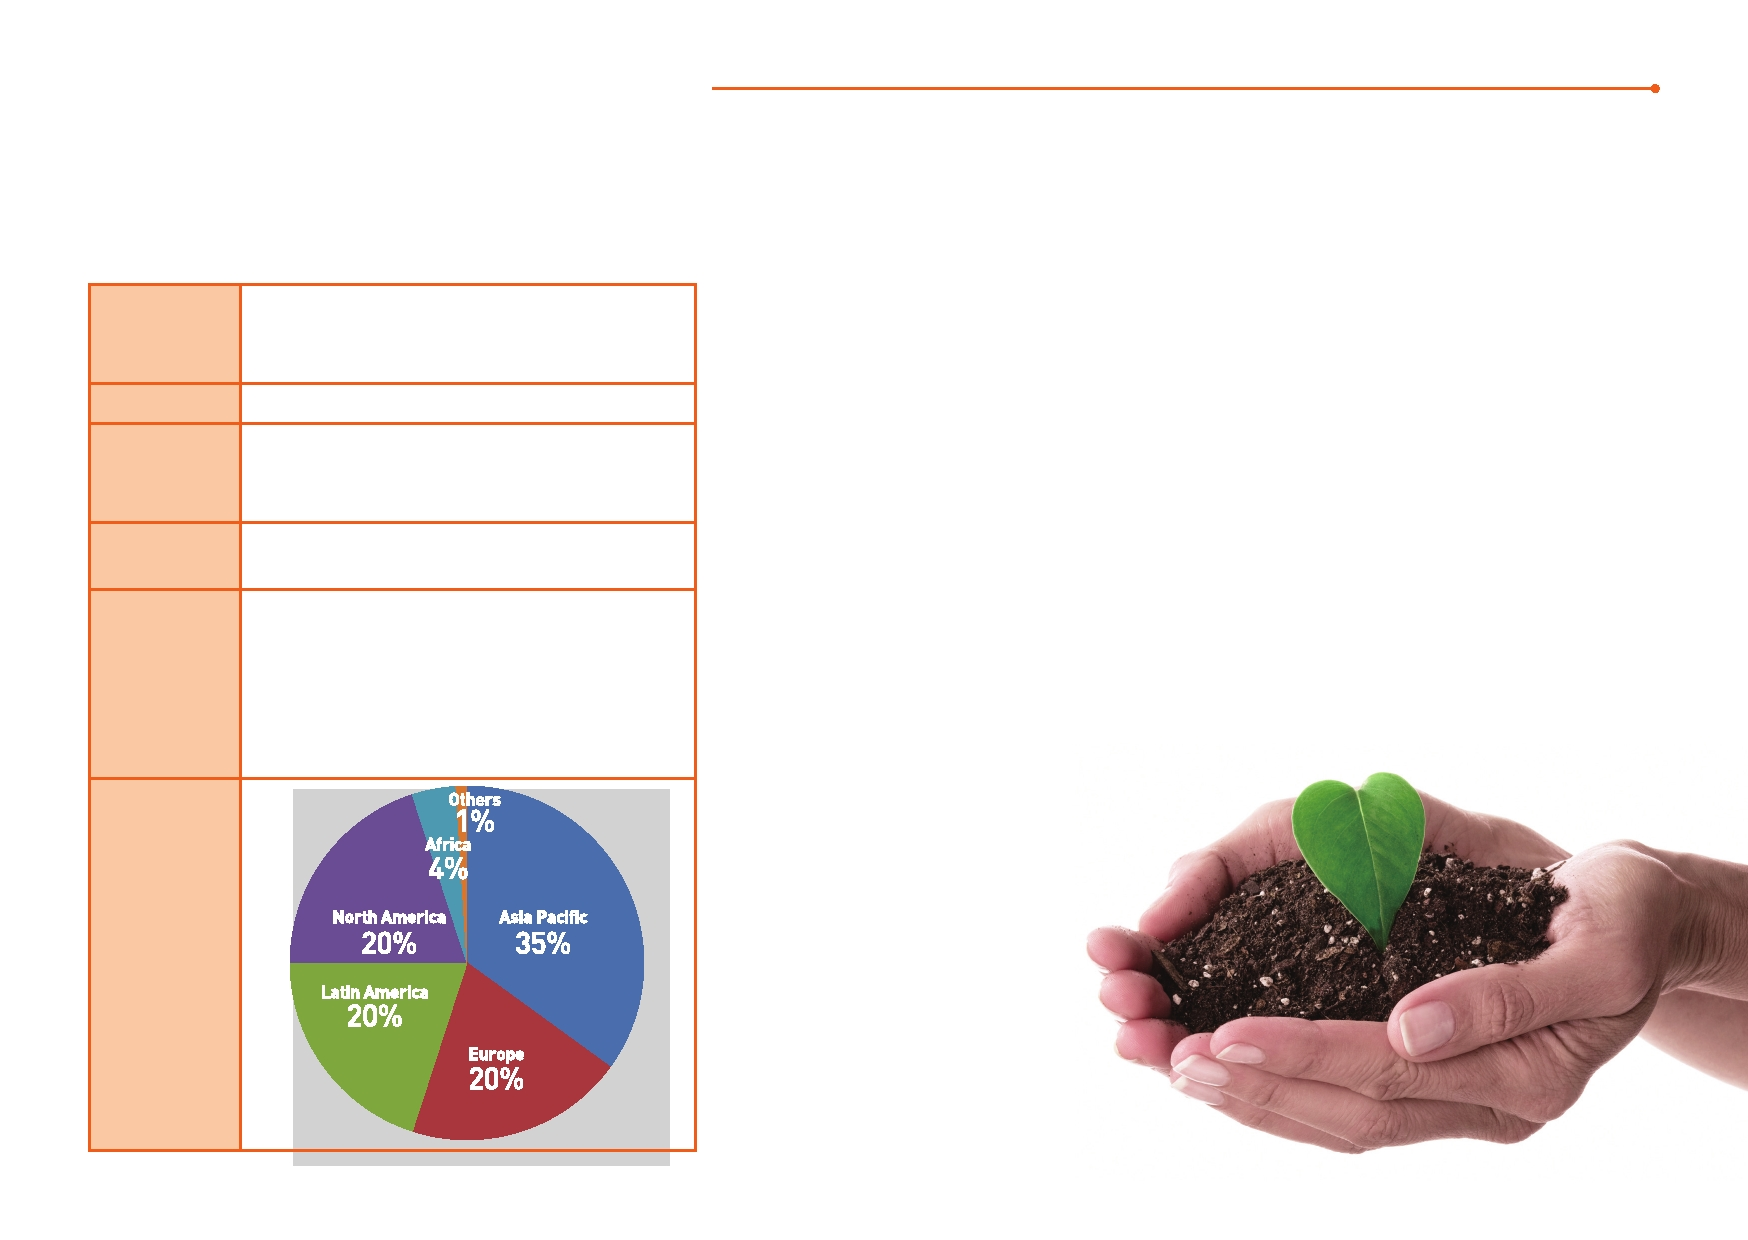 Others
1%
Africa
4%
North America
20%
Asia Pacific
35%
Latin America
20%
Europe
20%